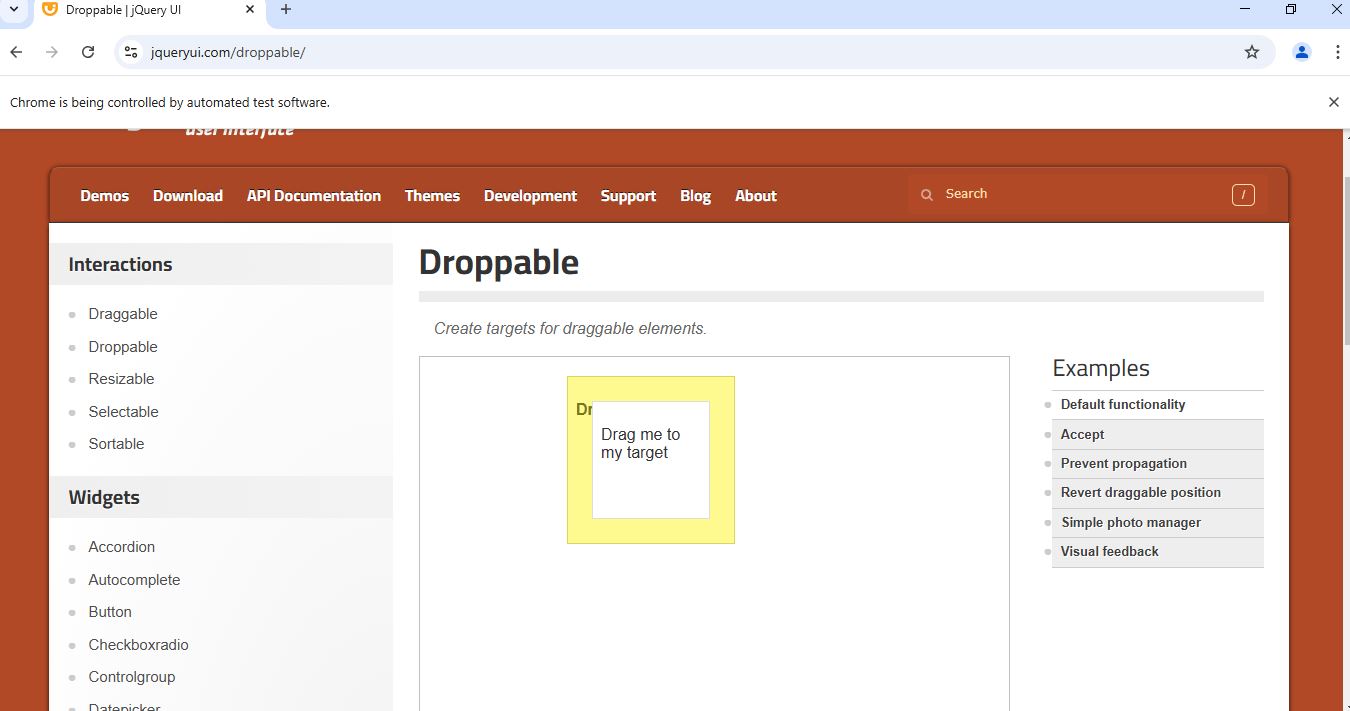 Droppable | jQuery UI
jqueryui.com/droppable/
Chrome is being controlled by automated test software.
user interface
Demos Download API Documentation Themes Development Support Blog About Search /
Interactions
Draggable
Droppable
Resizable
Selectable
Sortable
Widgets
Accordion
Autocomplete
Button
Checkboxradio
Controlgroup
Datepicker
Droppable
Create targets for draggable elements.
Dr
Drag me to
my target
Examples
Default functionality
Accept
Prevent propagation
Revert draggable position
Simple photo manager
Visual feedback